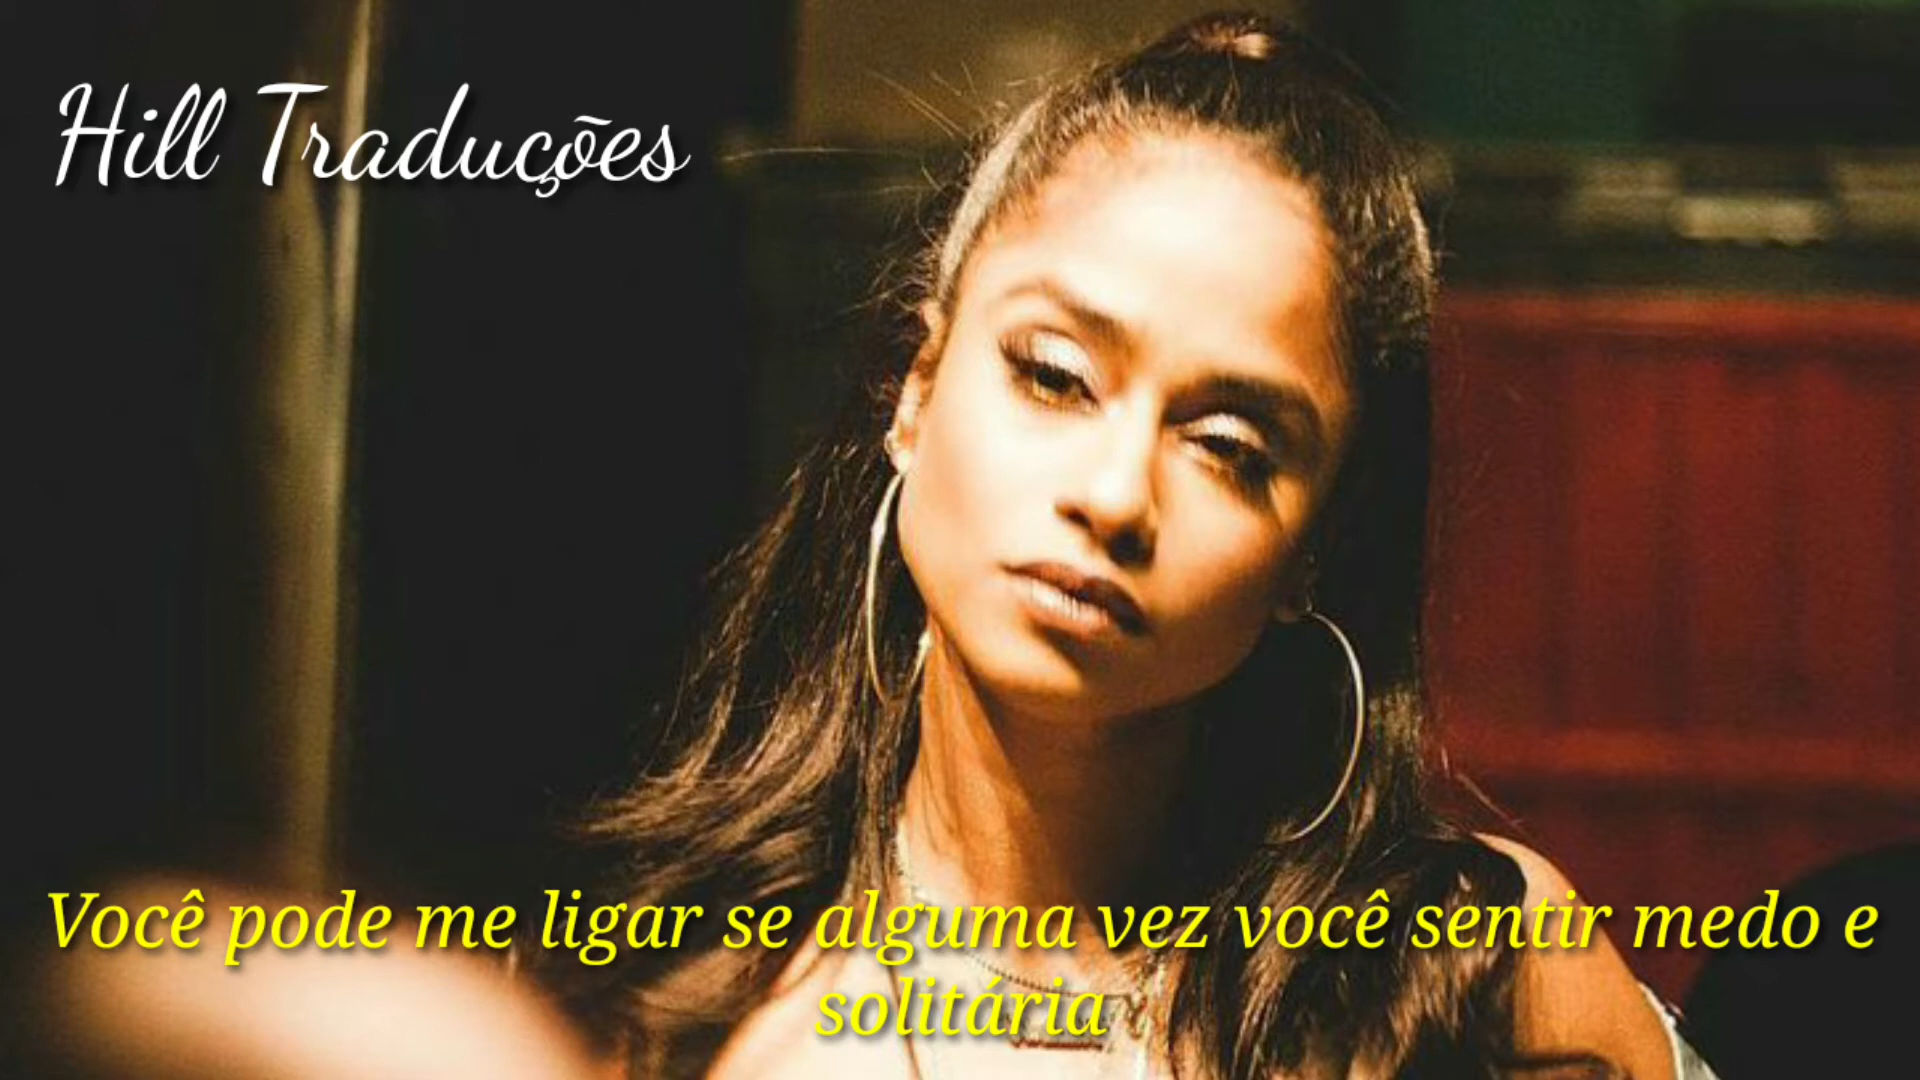 Hill Traduções
Você pode me ligar se alguma vez você sentir medo e
solitária